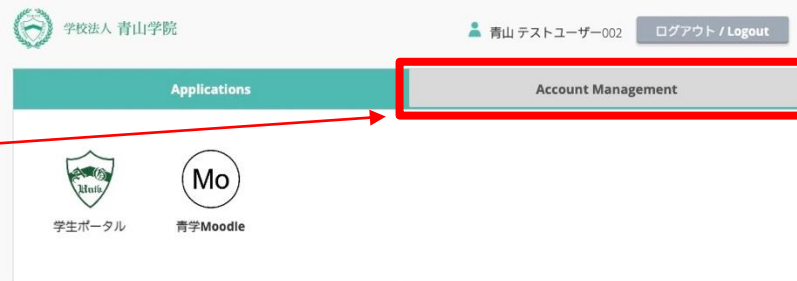 学校法人 青山学院
青山 テストユーザー002
ログアウト / Logout
Applications
Account Management
Mo
学生ポータル
青学Moodle